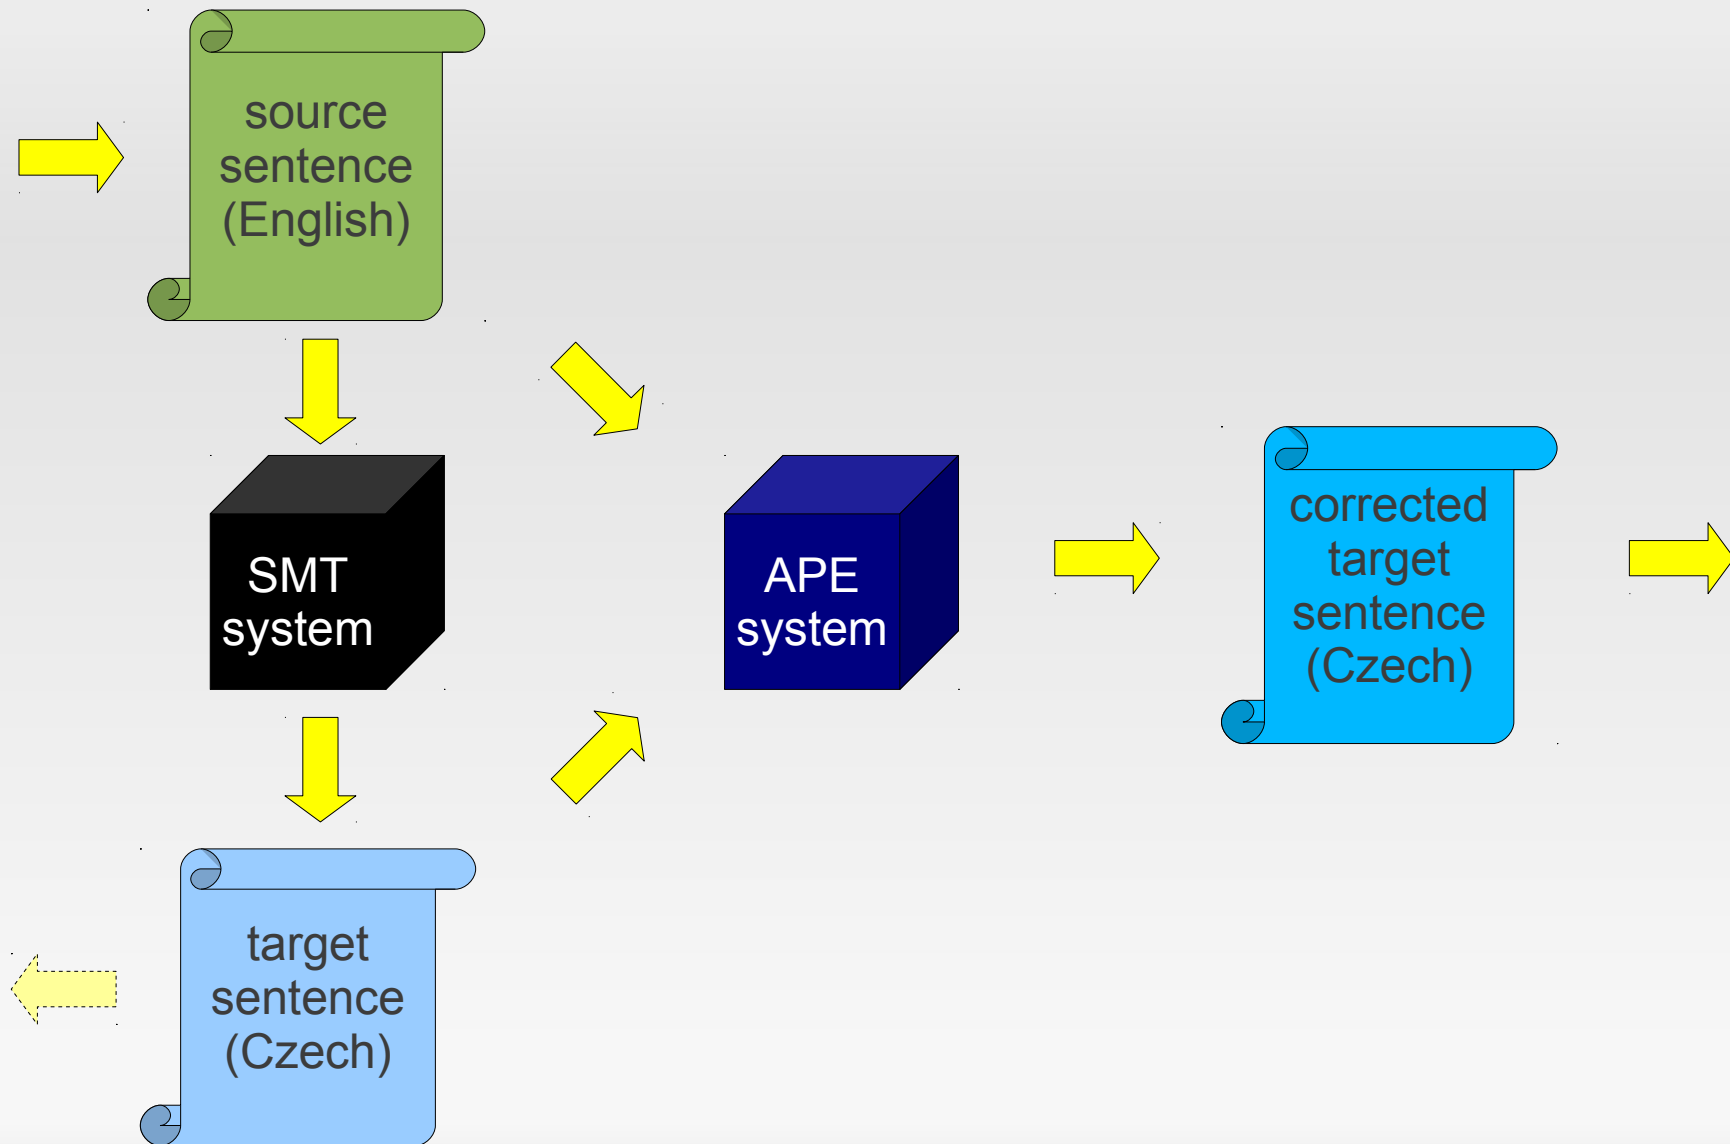 source
sentence
(English)
SMT
system
APE
system
corrected
target
sentence
(Czech)
target
sentence
(Czech)